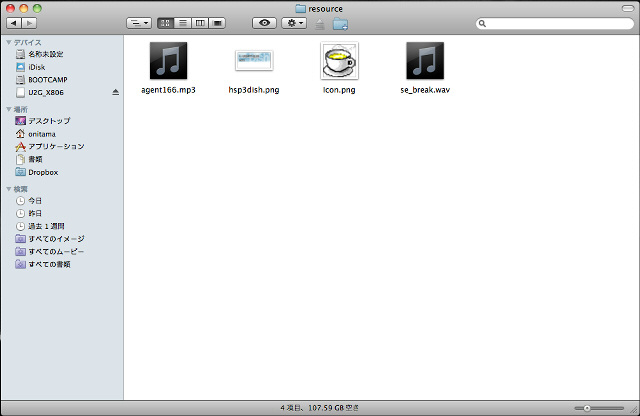 resource
デバイス
名称未設定
iDisk
BOOTCAMP
U2G_X806
場所
デスクトップ
onitama
アプリケーション
書類
Dropbox
検索
今日
昨日
過去 1 週間
すべてのイメージ
すべてのムービー
すべての書類
agent166.mp3
hsp3dish.png
Icon.png
se_break.wav
4 項目、107.59 GB 空き